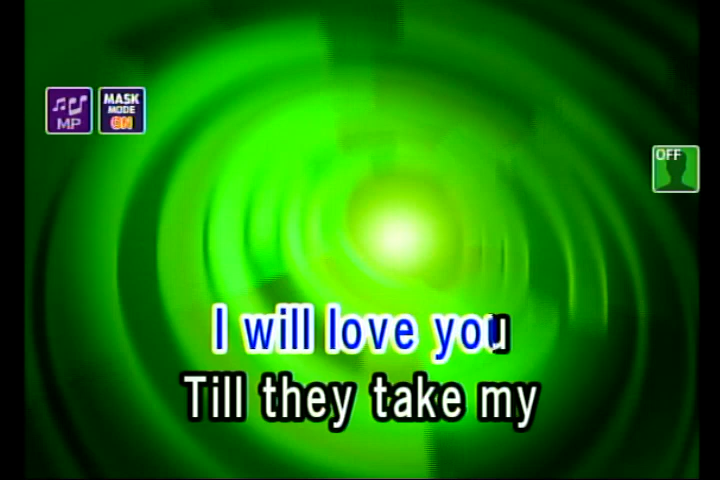 MP
MASK
MODE
ON
OFF
I will love you
Till they take my